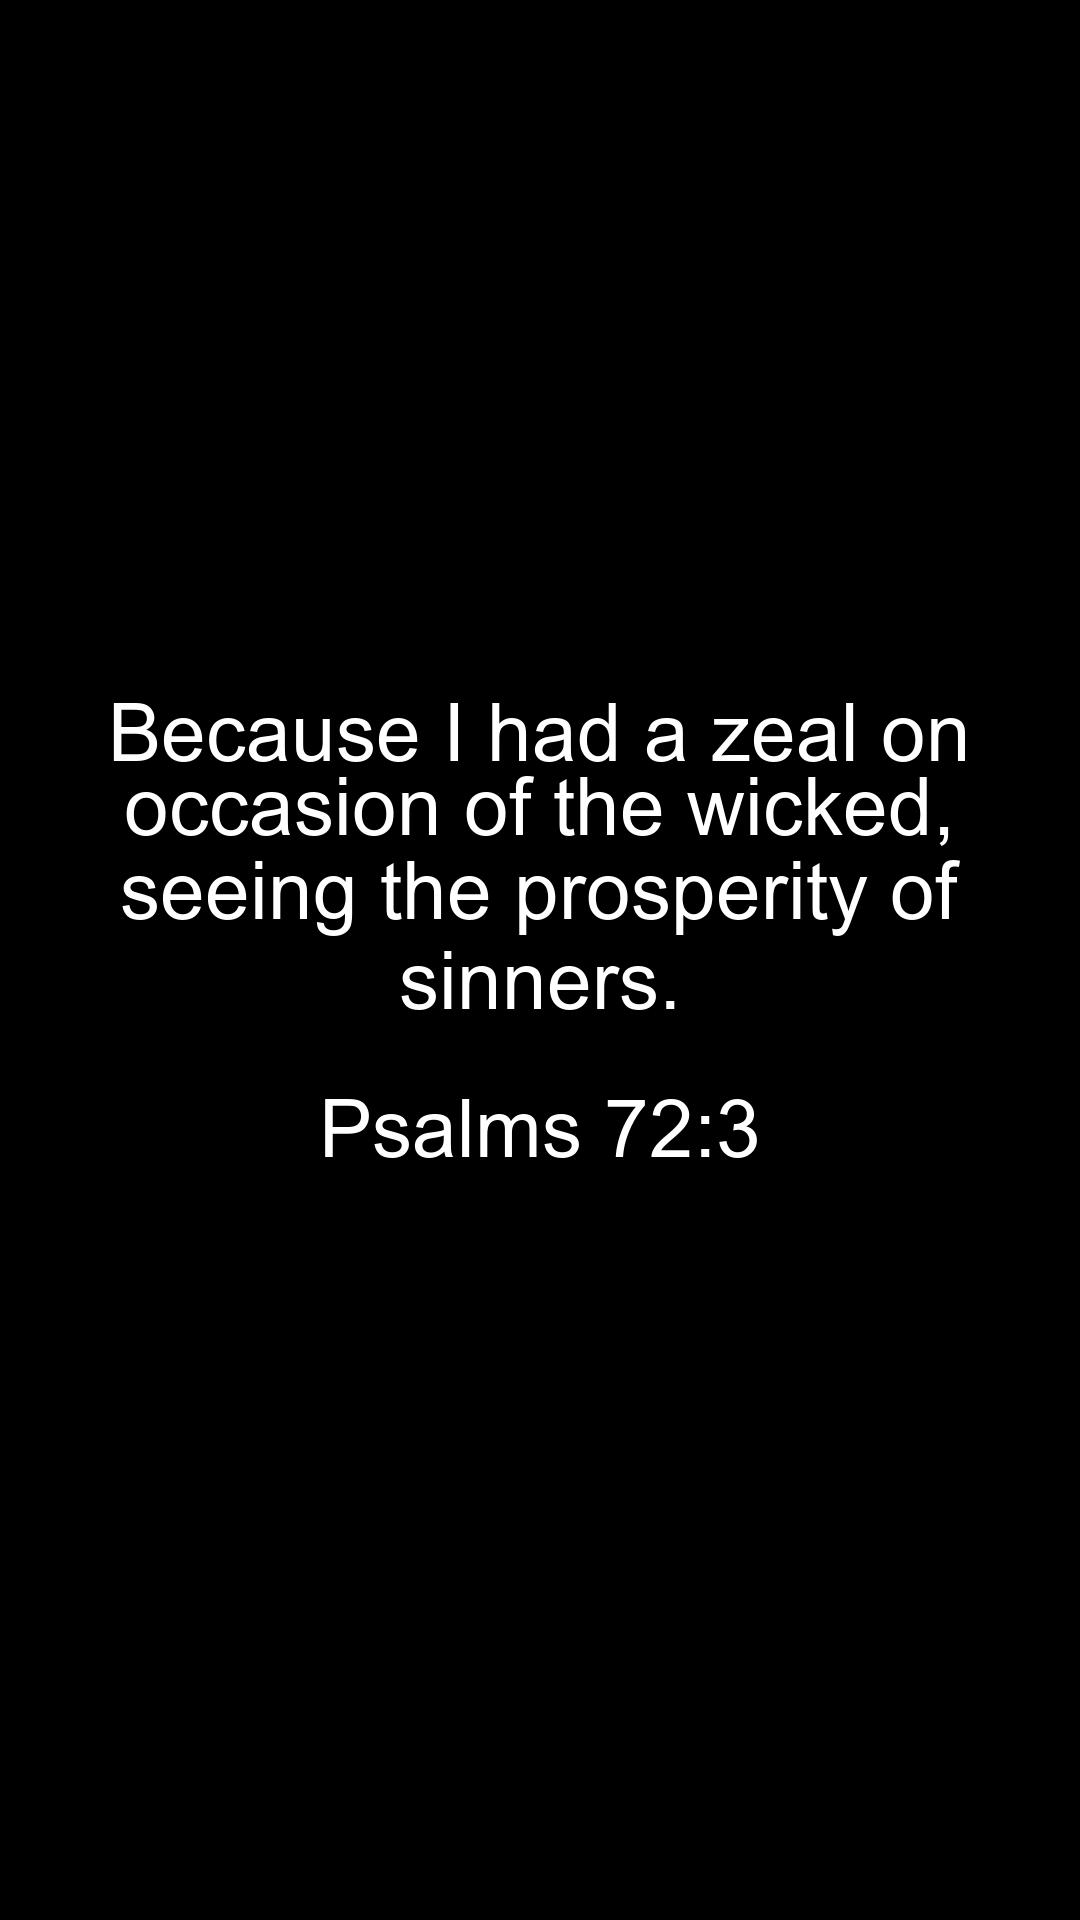 Because I had a zeal on
occasion of the wicked,
seeing the prosperity of
sinners.
Psalms 72:3